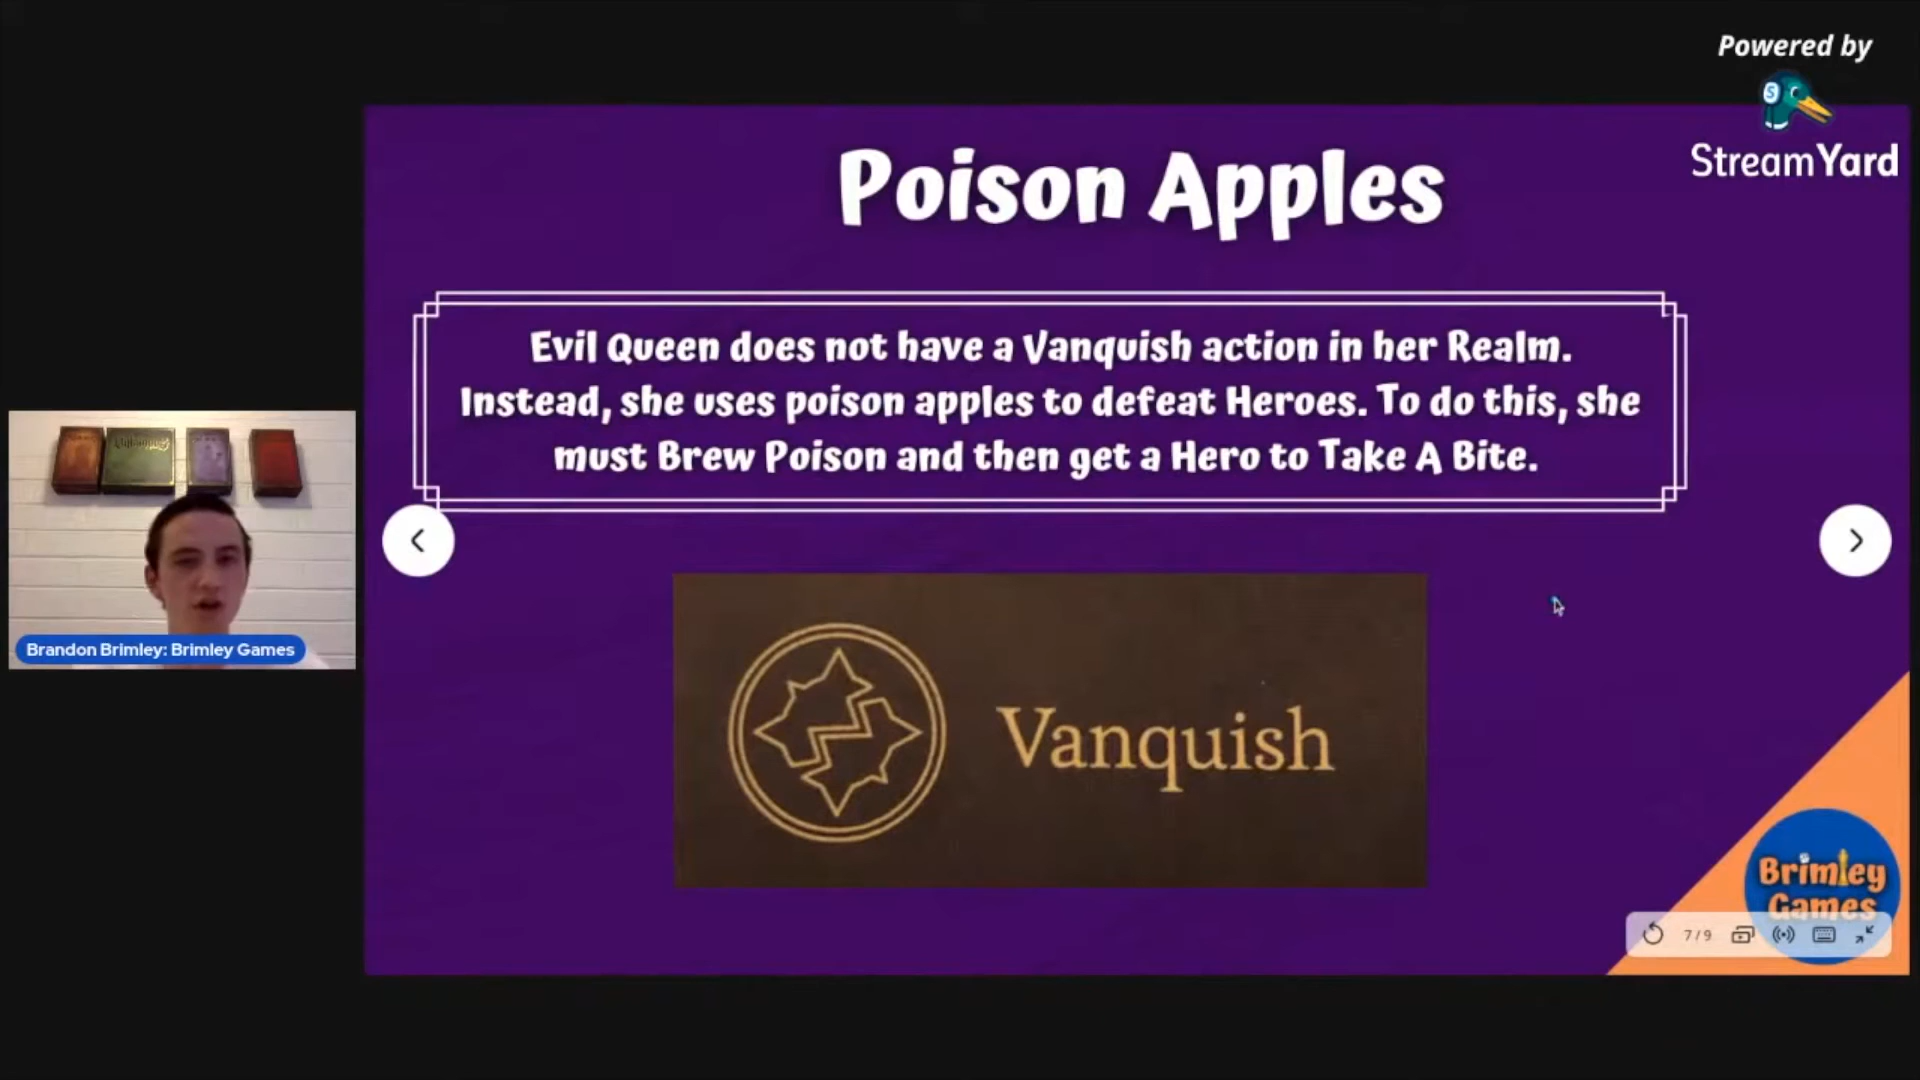 Powered by
StreamYard
Poison Apples
Evil Queen does not have a Vanquish action in her Realm.
Instead, she uses poison apples to defeat Heroes. To do this, she
must Brew Poison and then get a Hero to Take A Bite.
Brandon Brimley: Brimley Games
Vanquish
Brimley
Games
7/9